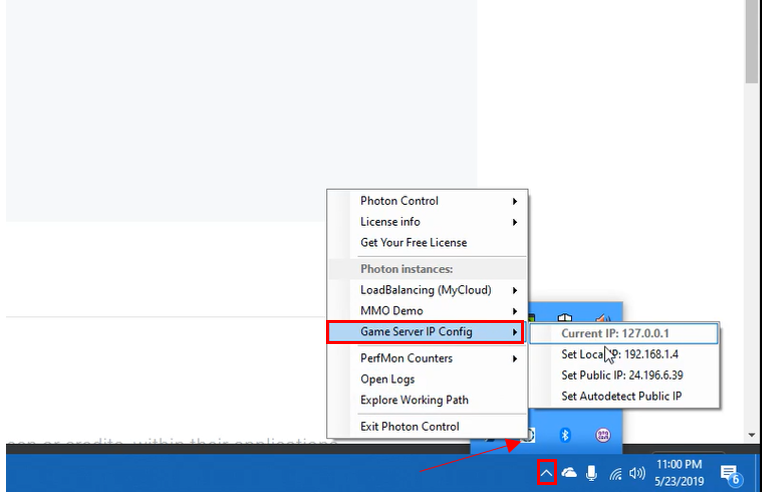 Photon Control
License info
Get Your Free License
Photon instances:
LoadBalancing (MyCloud)
MMO Demo
Game Server IP Config
Current IP: 127.0.0.1
Set Local IP: 192.168.1.4
Set Public IP: 24.196.6.39
Set Autodetect Public IP
PerfMon Counters
Open Logs
Explore Working Path
Exit Photon Control
or credits, within their applications
11:00 PM
5/23/2019
6